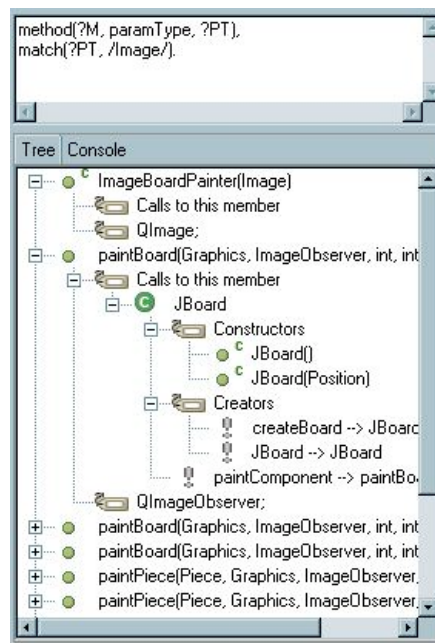 method(?M, paramType, ?PT),
match(?PT, /Image/).
Tree Console
C ImageBoardPainter(Image)
Calls to this member
QImage;
paintBoard(Graphics, ImageObserver, int, int
Calls to this member
C JBoard
Constructors
C JBoard()
C JBoard(Position)
Creators
createBoard --> JBoard
JBoard --> JBoard
paintComponent --> paintBoa
QImageObserver;
paintBoard(Graphics, ImageObserver, int, int
paintBoard(Graphics, ImageObserver, int, int
paintPiece(Piece, Graphics, ImageObserver,
paintPiece(Piece, Graphics, ImageObserver,